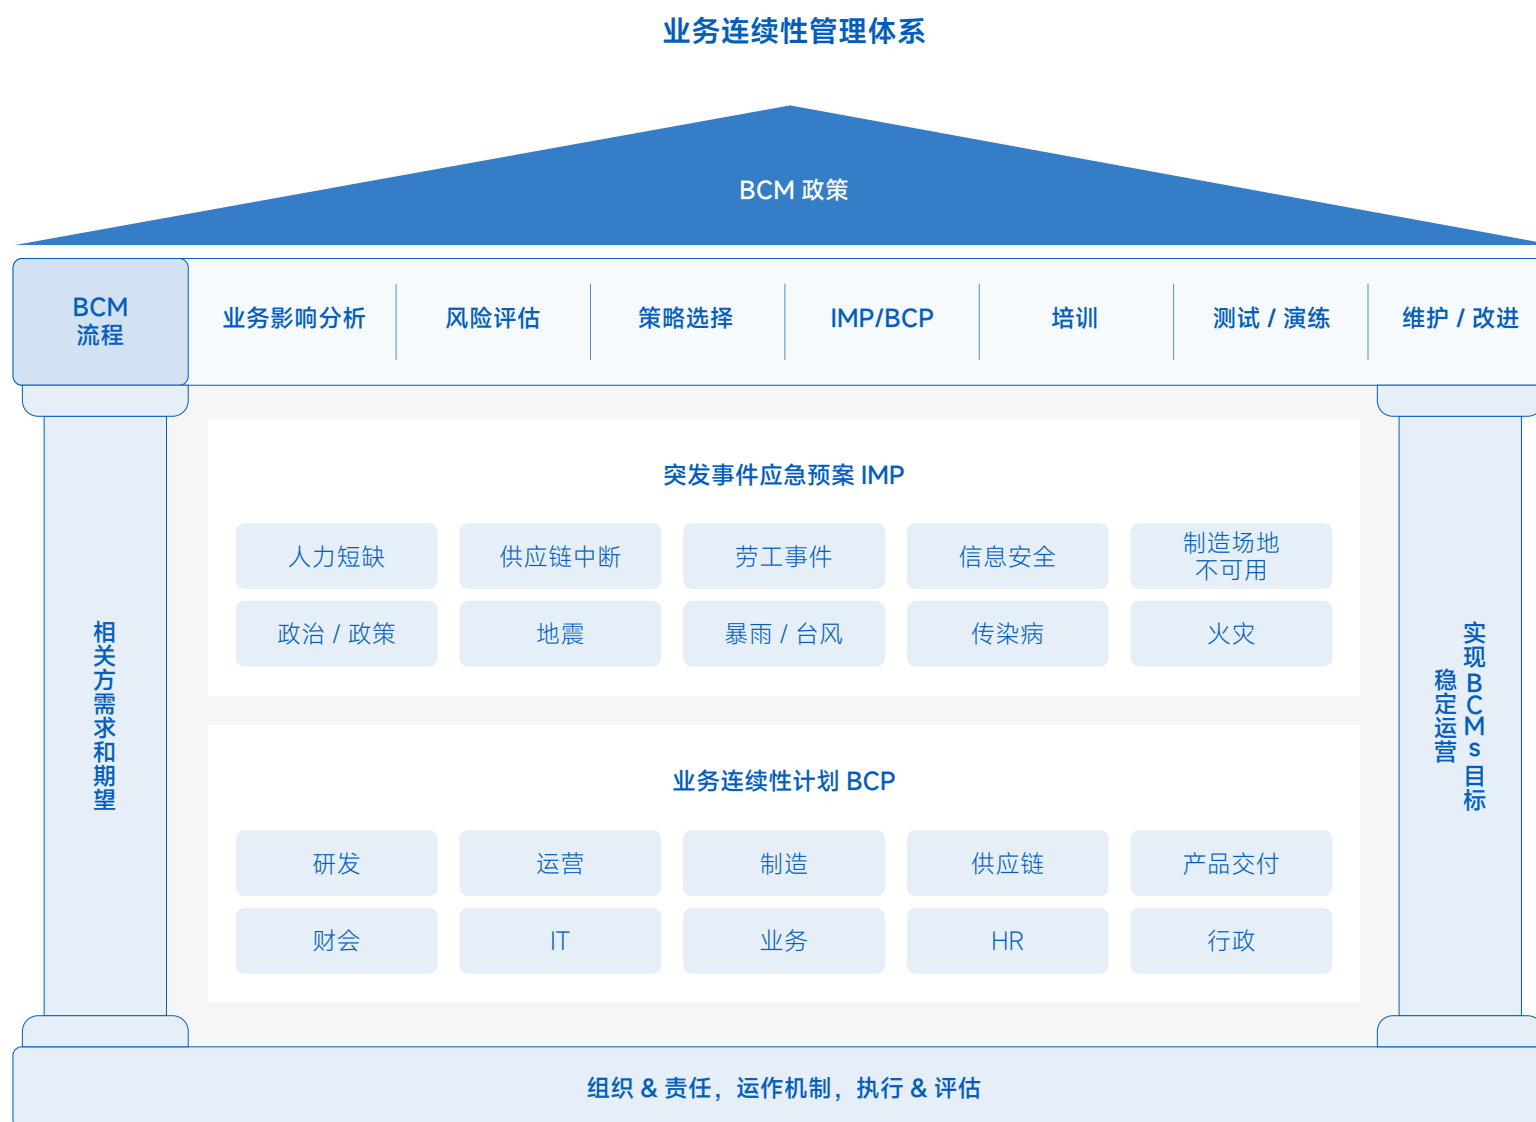 业务连续性管理体系
BCM 政策
BCM
流程
业务影响分析
风险评估
策略选择
IMP/BCP
培训
测试 / 演练
维护 / 改进
相关方需求和期望
突发事件应急预案 IMP
人力短缺
供应链中断
劳工事件
信息安全
制造场地
不可用
政治 / 政策
地震
暴雨 / 台风
传染病
火灾
业务连续性计划 BCP
研发
运营
制造
供应链
产品交付
财会
IT
业务
HR
行政
实现BCMs目标
稳定运营
组织 & 责任，运作机制，执行 & 评估